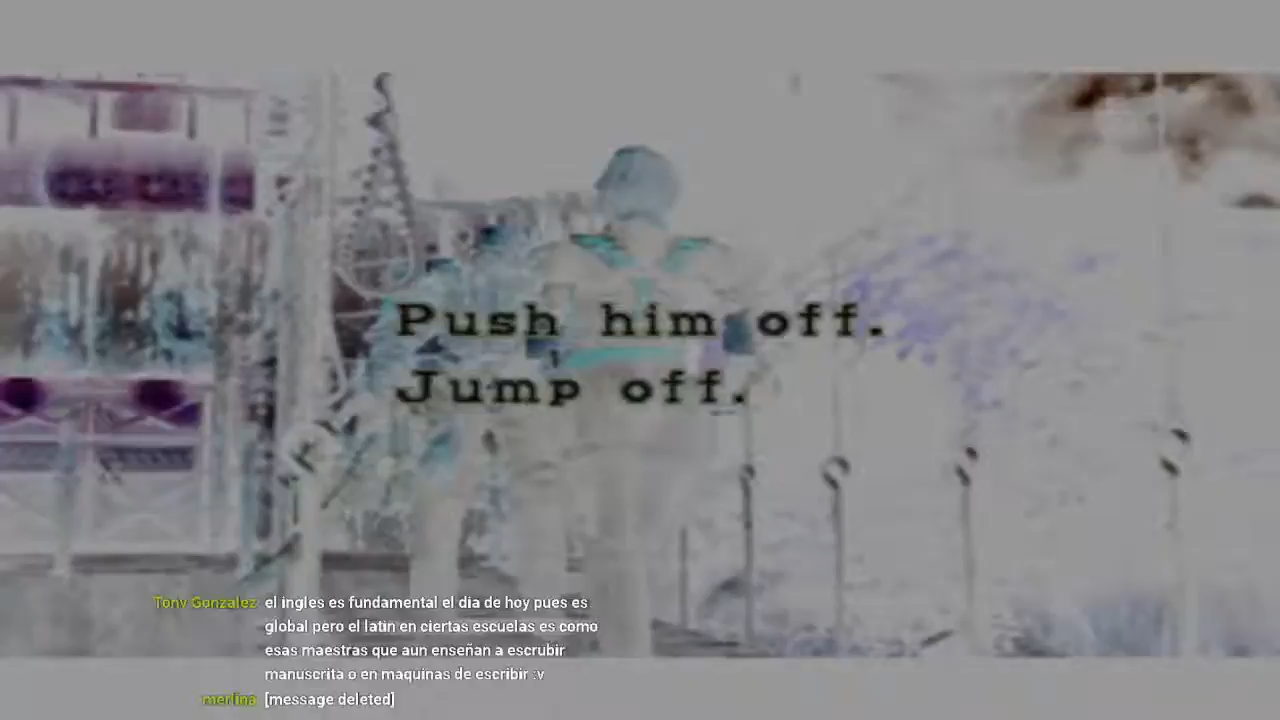 Push him off.
Jump off.
Tony Gonzalez el ingles es fundamental el dia de hoy pues es
global pero el latin en ciertas escuelas es como
esas maestras que aun enseñan a escrubir
manuscrita o en maquinas de escribir :v
merlina [message deleted]